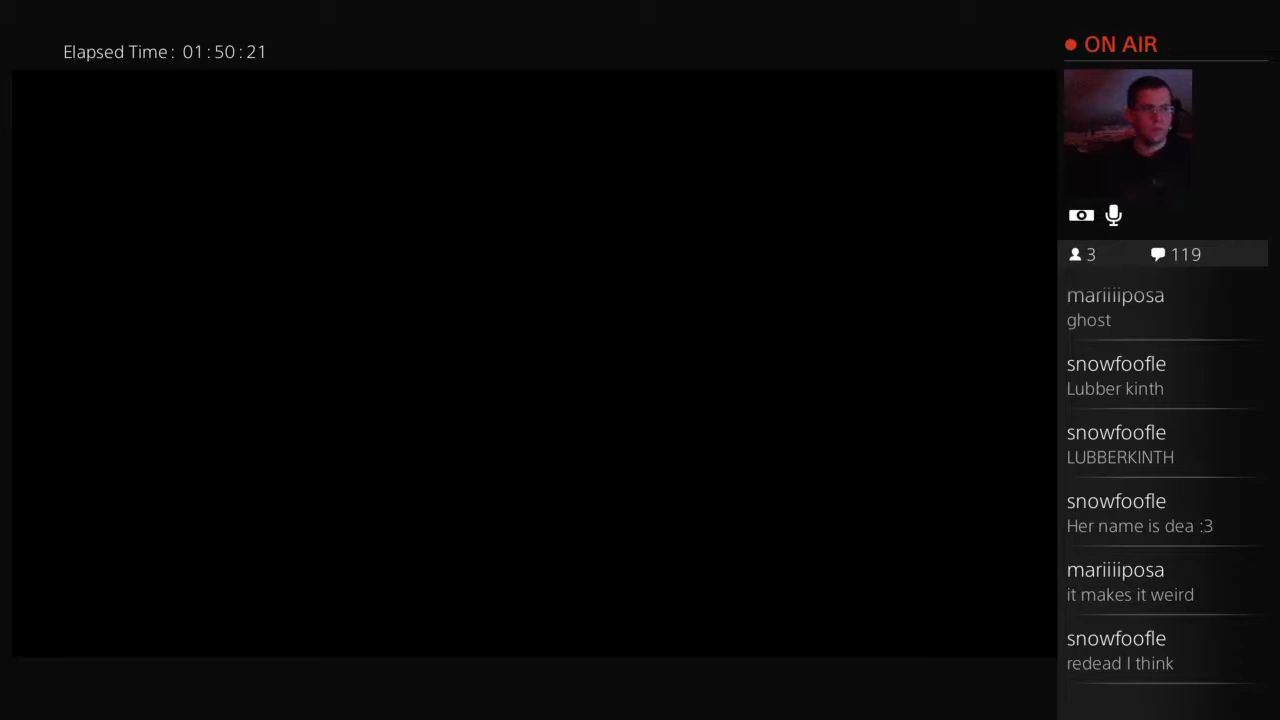 Elapsed Time: 01:50:21
ON AIR
3 119
mariiiiposa
ghost
snowfoofle
Lubber kinth
snowfoofle
LUBBERKINTH
snowfoofle
Her name is dea :3
mariiiiposa
it makes it weird
snowfoofle
redead I think